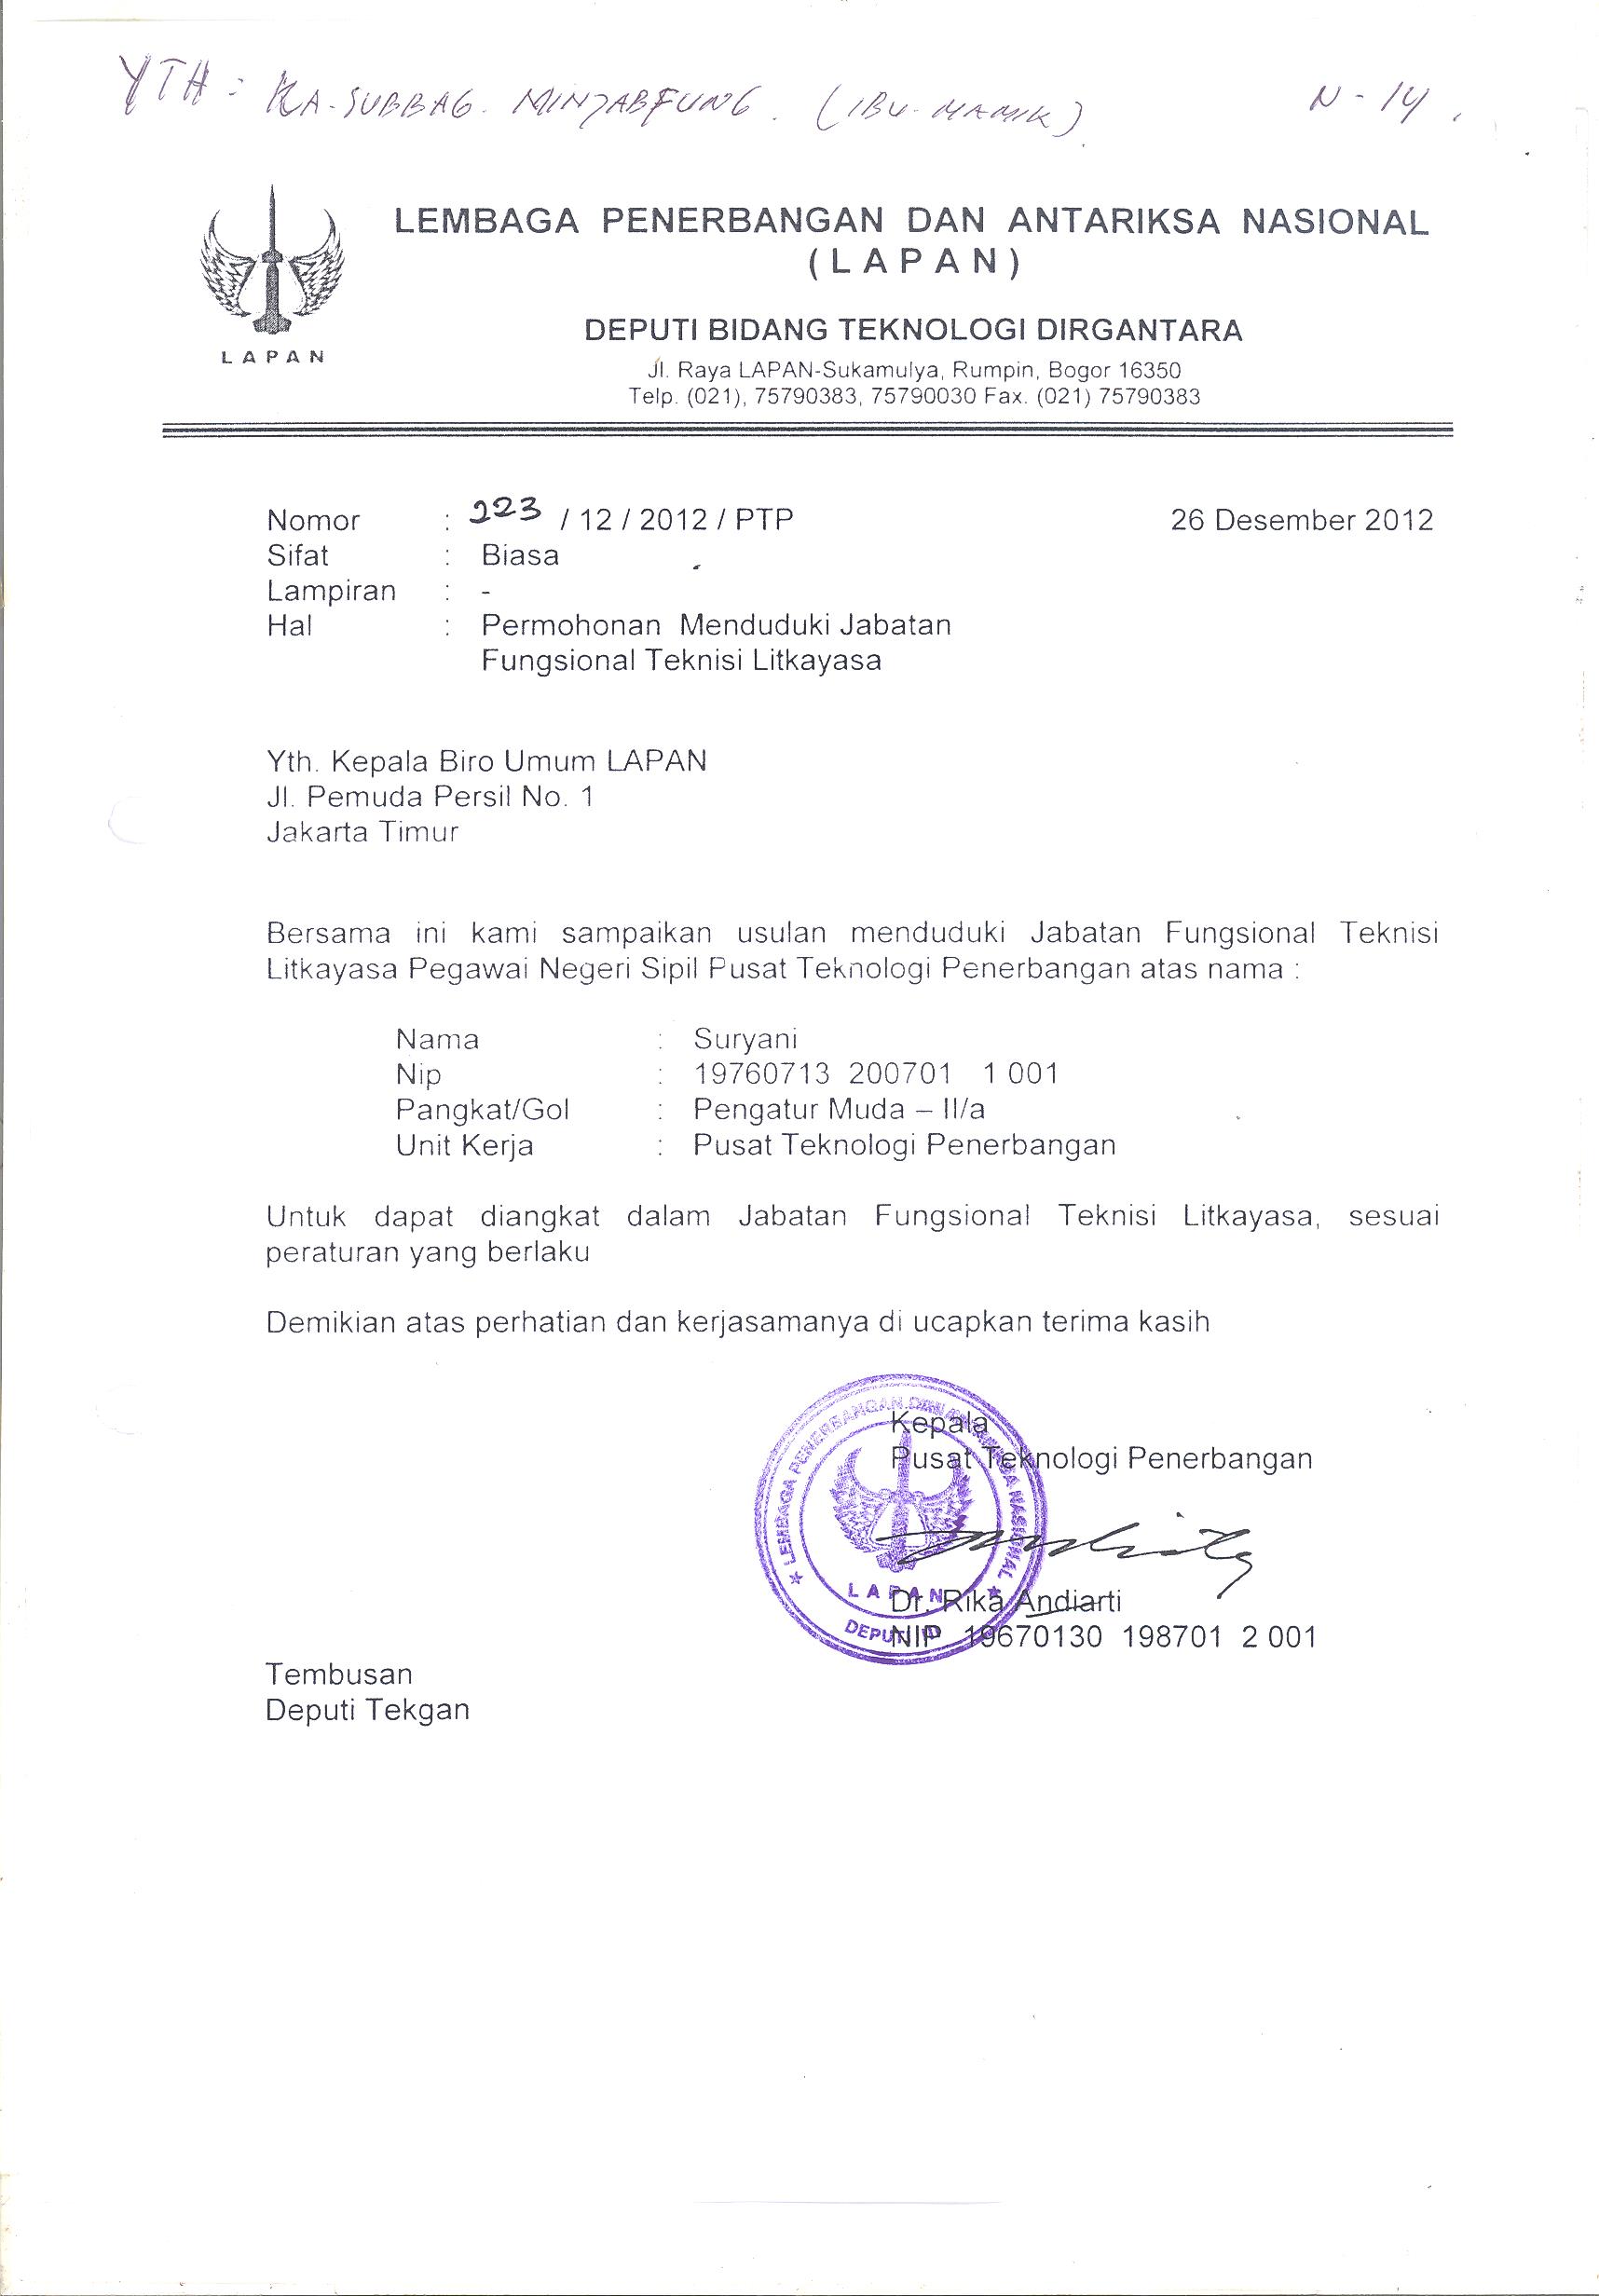 YTH : KA-SUBBAG. MINJABFUNG. (IBU MAMIK) N-14.
LAPAN
LEMBAGA PENERBANGAN DAN ANTARIKSA NASIONAL
(LAPAN)
DEPUTI BIDANG TEKNOLOGI DIRGANTARA
Jl. Raya LAPAN-Sukamulya, Rumpin, Bogor 16350
Telp. (021), 75790383, 75790030 Fax. (021) 75790383
Nomor : 223 / 12 / 2012 / PTP 26 Desember 2012
Sifat : Biasa
Lampiran : -
Hal : Permohonan Menduduki Jabatan
Fungsional Teknisi Litkayasa
Yth. Kepala Biro Umum LAPAN
Jl. Pemuda Persil No. 1
Jakarta Timur
Bersama ini kami sampaikan usulan menduduki Jabatan Fungsional Teknisi
Litkayasa Pegawai Negeri Sipil Pusat Teknologi Penerbangan atas nama :
Nama : Suryani
Nip : 19760713 200701 1 001
Pangkat/Gol : Pengatur Muda – II/a
Unit Kerja : Pusat Teknologi Penerbangan
Untuk dapat diangkat dalam Jabatan Fungsional Teknisi Litkayasa, sesuai
peraturan yang berlaku
Demikian atas perhatian dan kerjasamanya di ucapkan terima kasih
Kepala
Pusat Teknologi Penerbangan
LEMBAGA PENERBANGAN DAN ANTARIKSA NASIONAL
LAPAN
Dr. Rika Andiarti
NIP 19670130 198701 2 001
Tembusan
Deputi Tekgan